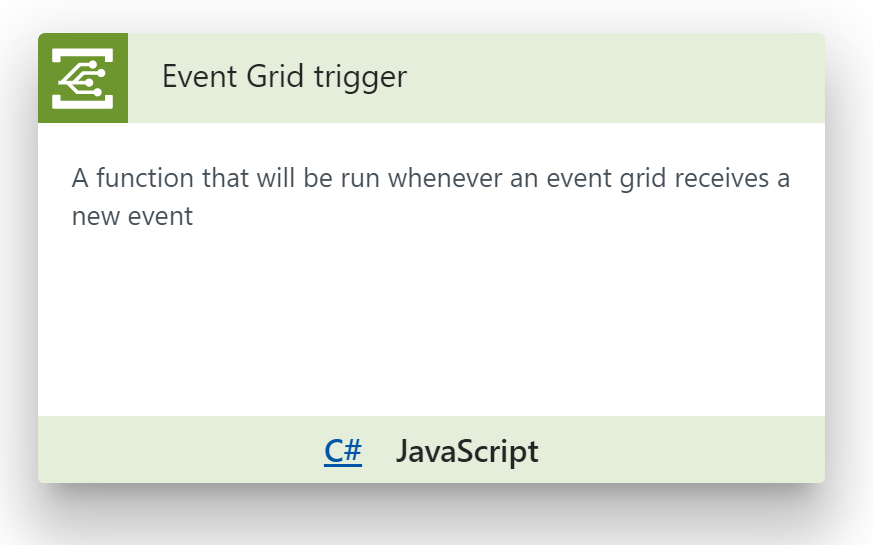 Event Grid trigger
A function that will be run whenever an event grid receives a
new event
C# JavaScript